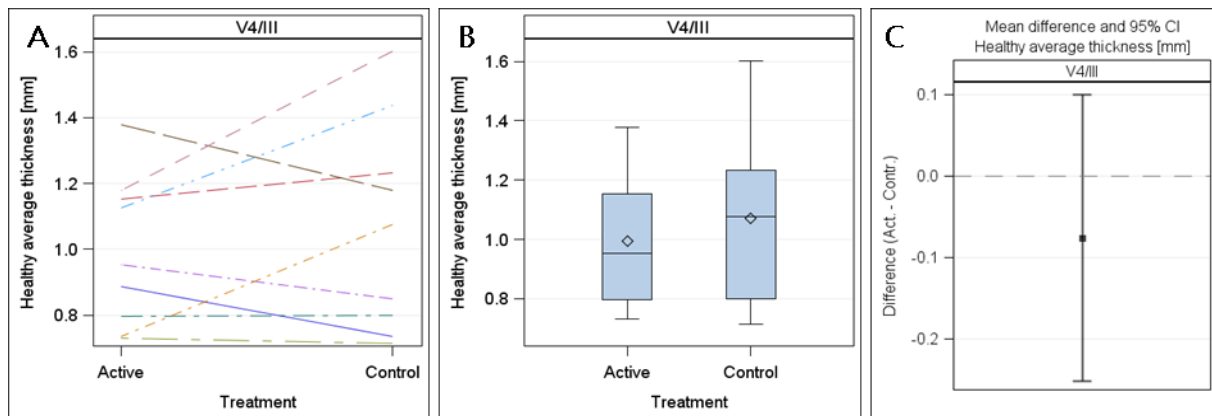 A
V4/III
Healthy average thickness [mm]
1.6
1.4
1.2
1.0
0.8
Active
Control
Treatment
B
V4/III
Healthy average thickness [mm]
1.6
1.4
1.2
1.0
0.8
Active
Control
Treatment
C
Mean difference and 95% CI
Healthy average thickness [mm]
V4/III
Difference (Act. - Contr.)
0.1
0.0
-0.1
-0.2